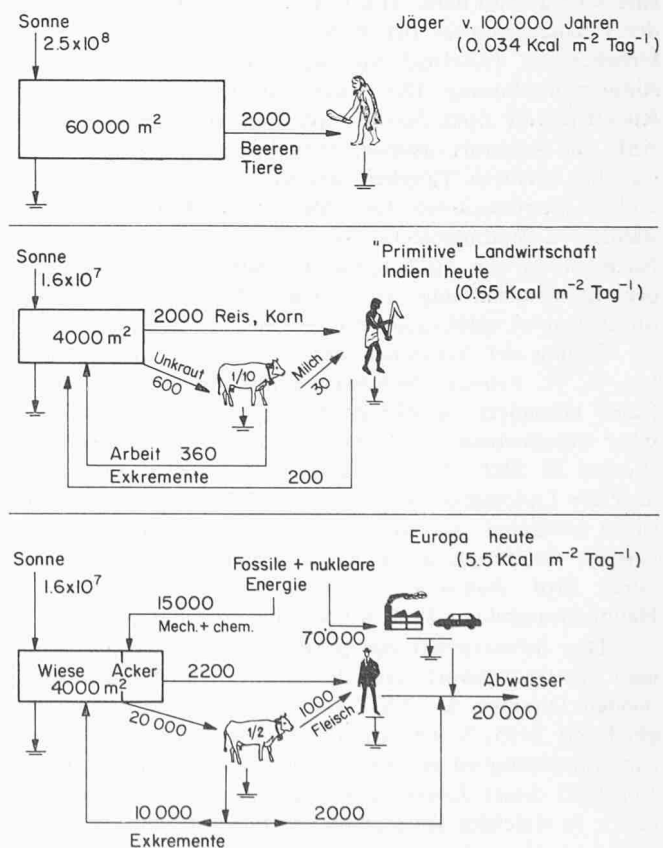 Sonne
2.5x10⁸
Jäger v. 100'000 Jahren
(0.034 Kcal m⁻² Tag⁻¹)
60 000 m²
2000
Beeren
Tiere
"Primitive" Landwirtschaft
Indien heute
(0.65 Kcal m⁻² Tag⁻¹)
Sonne
1.6x10⁷
4000 m²
2000 Reis, Korn
Unkraut
600
1/10
Milch
30
Arbeit 360
Exkremente 200
Europa heute
(5,5 Kcal m⁻² Tag⁻¹)
Sonne
1.6x10⁷
Fossile + nukleäre
Energie
15000
Mech. + chem.
70'000
Wiese Acker
4000 m²
2200
20 000
1/2
1000
Fleisch
Abwasser
20 000
10 000 2000
Exkremente